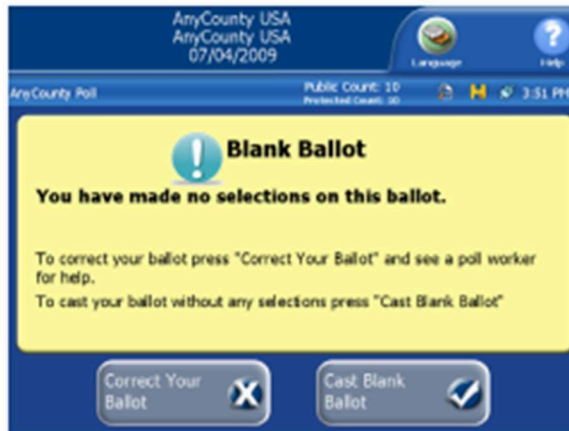 AnyCounty USA
AnyCounty USA
07/04/2009
Language
Help
AnyCounty Poll
Public Count: 10
Protected Count: 10
3:51 PM
Blank Ballot
You have made no selections on this ballot.
To correct your ballot press "Correct Your Ballot" and see a poll worker
for help.
To cast your ballot without any selections press "Cast Blank Ballot"
Correct Your
Ballot
Cast Blank
Ballot